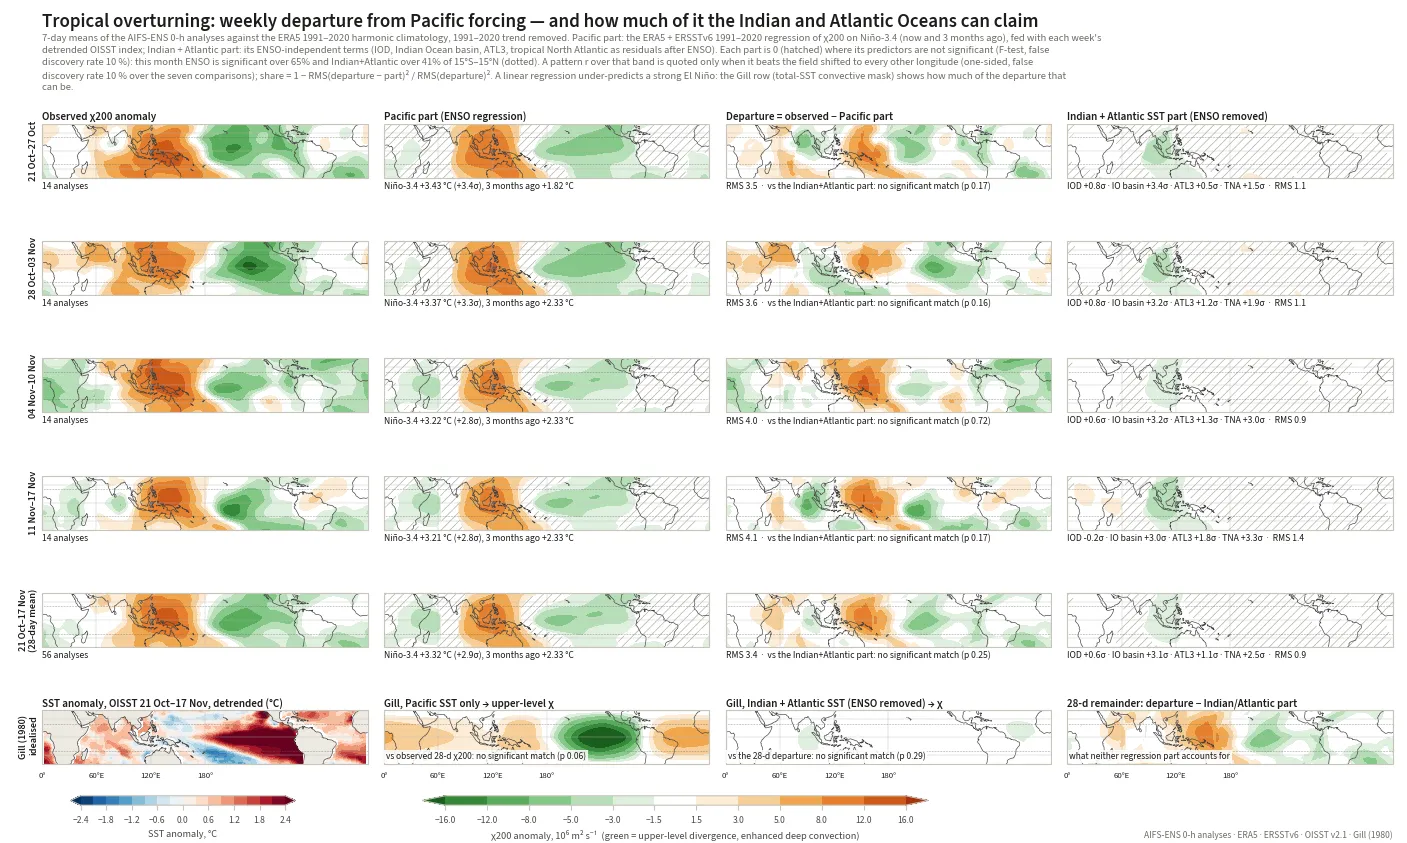 Tropical overturning: weekly departure from Pacific forcing — and how much of it the Indian and Atlantic Oceans can claim
7-day means of the AIFS-ENS 0-h analyses against the ERA5 1991–2020 harmonic climatology, 1991–2020 trend removed. Pacific part: the ERA5 + ERSSTv6 1991–2020 regression of χ200 on Niño-3.4 (now and 3 months ago), fed with each week's
detrended OISST index; Indian + Atlantic part: its ENSO-independent terms (IOD, Indian Ocean basin, ATL3, tropical North Atlantic as residuals after ENSO). Each part is 0 (hatched) where its predictors are not significant (F-test, false
discovery rate 10 %): this month ENSO is significant over 65% and Indian+Atlantic over 41% of 15°S–15°N (dotted). A pattern r over that band is quoted only when it beats the field shifted to every other longitude (one-sided, false
discovery rate 10 % over the seven comparisons); share = 1 − RMS(departure − part)² / RMS(departure)². A linear regression under-predicts a strong El Niño: the Gill row (total-SST convective mask) shows how much of the departure that
can be.
Observed χ200 anomaly
Pacific part (ENSO regression)
Departure = observed − Pacific part
Indian + Atlantic SST part (ENSO removed)
21 Oct–27 Oct
14 analyses
Niño-3.4 +3.43 °C (+3.4σ), 3 months ago +1.82 °C
RMS 3.5 · vs the Indian+Atlantic part: no significant match (p 0.17)
IOD +0.8σ · IO basin +3.4σ · ATL3 +0.5σ · TNA +1.5σ · RMS 1.1
28 Oct–03 Nov
14 analyses
Niño-3.4 +3.37 °C (+3.3σ), 3 months ago +2.33 °C
RMS 3.6 · vs the Indian+Atlantic part: no significant match (p 0.16)
IOD +0.8σ · IO basin +3.2σ · ATL3 +1.2σ · TNA +1.9σ · RMS 1.1
04 Nov–10 Nov
14 analyses
Niño-3.4 +3.22 °C (+2.8σ), 3 months ago +2.33 °C
RMS 4.0 · vs the Indian+Atlantic part: no significant match (p 0.72)
IOD +0.6σ · IO basin +3.2σ · ATL3 +1.3σ · TNA +3.0σ · RMS 0.9
11 Nov–17 Nov
14 analyses
Niño-3.4 +3.21 °C (+2.8σ), 3 months ago +2.33 °C
RMS 4.1 · vs the Indian+Atlantic part: no significant match (p 0.17)
IOD -0.2σ · IO basin +3.0σ · ATL3 +1.8σ · TNA +3.3σ · RMS 1.4
21 Oct–17 Nov
(28-day mean)
56 analyses
Niño-3.4 +3.32 °C (+2.9σ), 3 months ago +2.33 °C
RMS 3.4 · vs the Indian+Atlantic part: no significant match (p 0.25)
IOD +0.6σ · IO basin +3.1σ · ATL3 +1.1σ · TNA +2.5σ · RMS 0.9
SST anomaly, OISST 21 Oct–17 Nov, detrended (°C)
Gill, Pacific SST only → upper-level χ
Gill, Indian + Atlantic SST (ENSO removed) → χ
28-d remainder: departure − Indian/Atlantic part
Gill (1980)
idealised
vs observed 28-d χ200: no significant match (p 0.06)
vs the 28-d departure: no significant match (p 0.29)
what neither regression part accounts for
0° 60°E 120°E 180°
0° 60°E 120°E 180°
0° 60°E 120°E 180°
0° 60°E 120°E 180°
−2.4 −1.8 −1.2 −0.6 0.0 0.6 1.2 1.8 2.4
SST anomaly, °C
−16.0 −12.0 −8.0 −5.0 −3.0 −1.5 1.5 3.0 5.0 8.0 12.0 16.0
χ200 anomaly, 10⁶ m² s⁻¹ (green = upper-level divergence, enhanced deep convection)
AIFS-ENS 0-h analyses · ERA5 · ERSSTv6 · OISST v2.1 · Gill (1980)